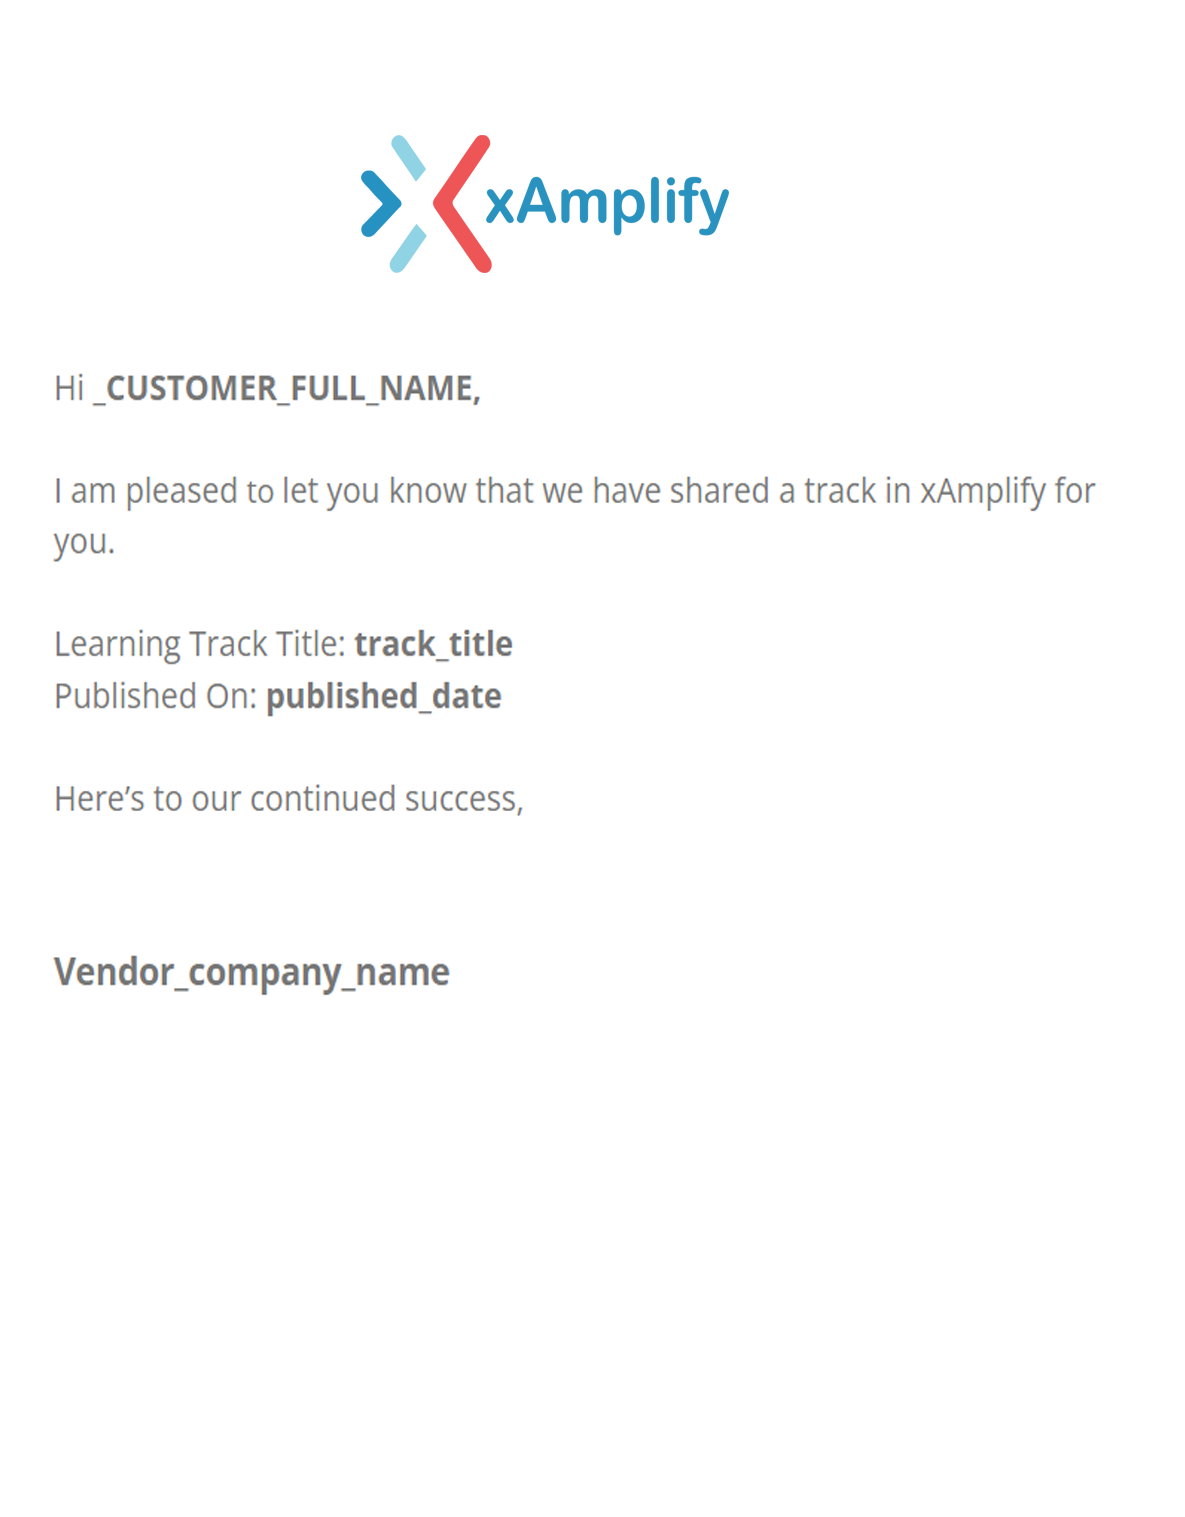 xAmplify
Hi _CUSTOMER_FULL_NAME,
I am pleased to let you know that we have shared a track in xAmplify for
you.
Learning Track Title: track_title
Published On: published_date
Here’s to our continued success,
Vendor_company_name